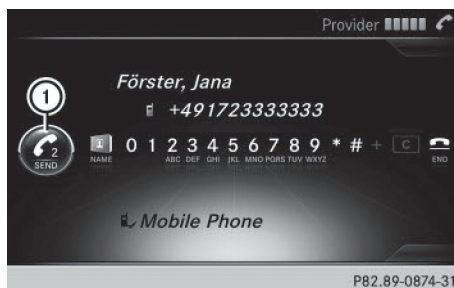 Provider
1
Förster, Jana
+491723333333
2
SEND
NAME
0 1 2 3 4 5 6 7 8 9 * # + C
ABC DEF GHI JKL MNO PQRS TUV WXYZ
END
Mobile Phone
P82.89-0874-31